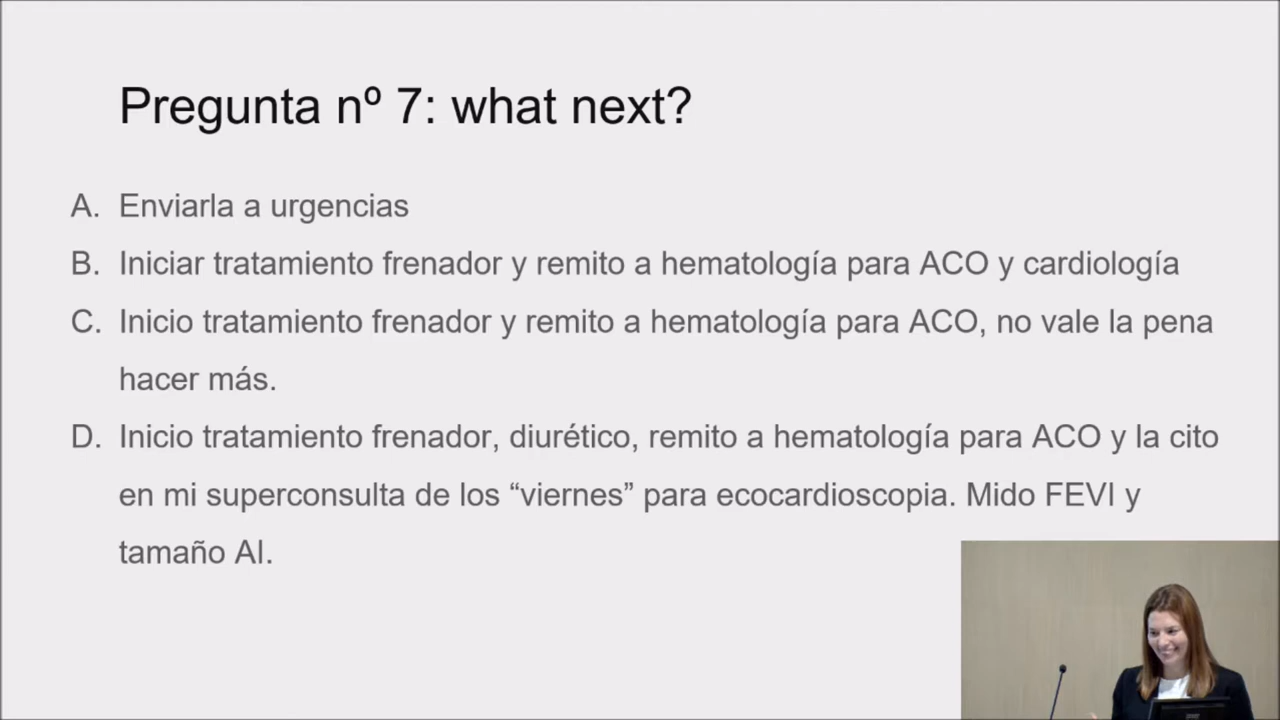 Pregunta nº 7: what next?
A. Enviarla a urgencias
B. Iniciar tratamiento frenador y remito a hematología para ACO y cardiología
C. Inicio tratamiento frenador y remito a hematología para ACO, no vale la pena
hacer más.
D. Inicio tratamiento frenador, diurético, remito a hematología para ACO y la cito
en mi superconsulta de los “viernes” para ecocardioscopia. Mido FEVI y
tamaño AI.